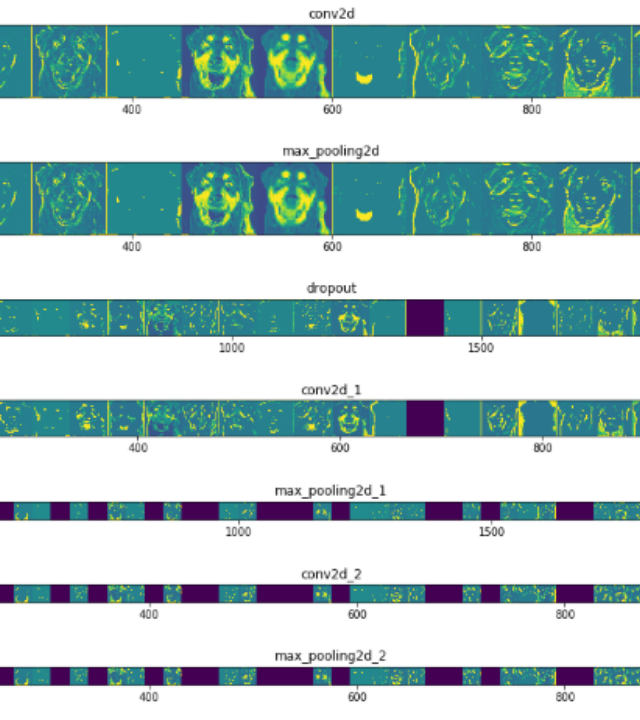 conv2d
400 600 800
max_pooling2d
400 600 800
dropout
1000 1500
conv2d_1
400 600 800
max_pooling2d_1
1000 1500
conv2d_2
400 600 800
max_pooling2d_2
400 600 800